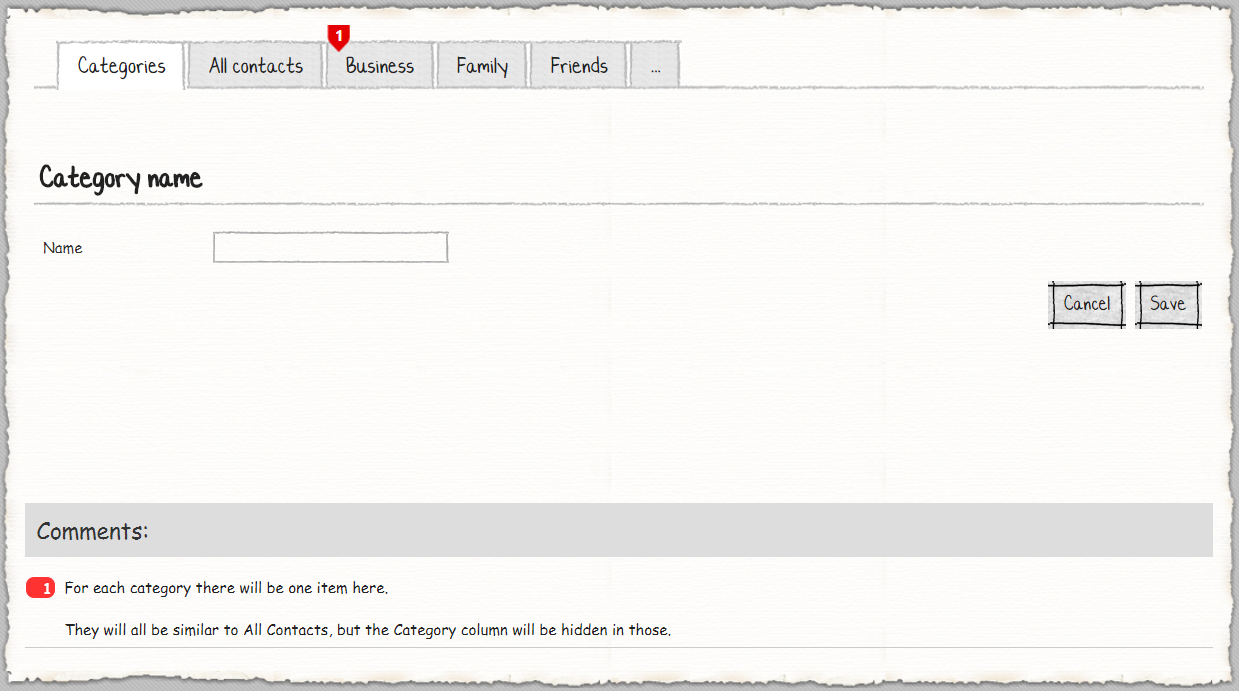 1
Categories All contacts Business Family Friends ...
Category name
Name
Cancel Save
Comments:
1 For each category there will be one item here.
They will all be similar to All Contacts, but the Category column will be hidden in those.